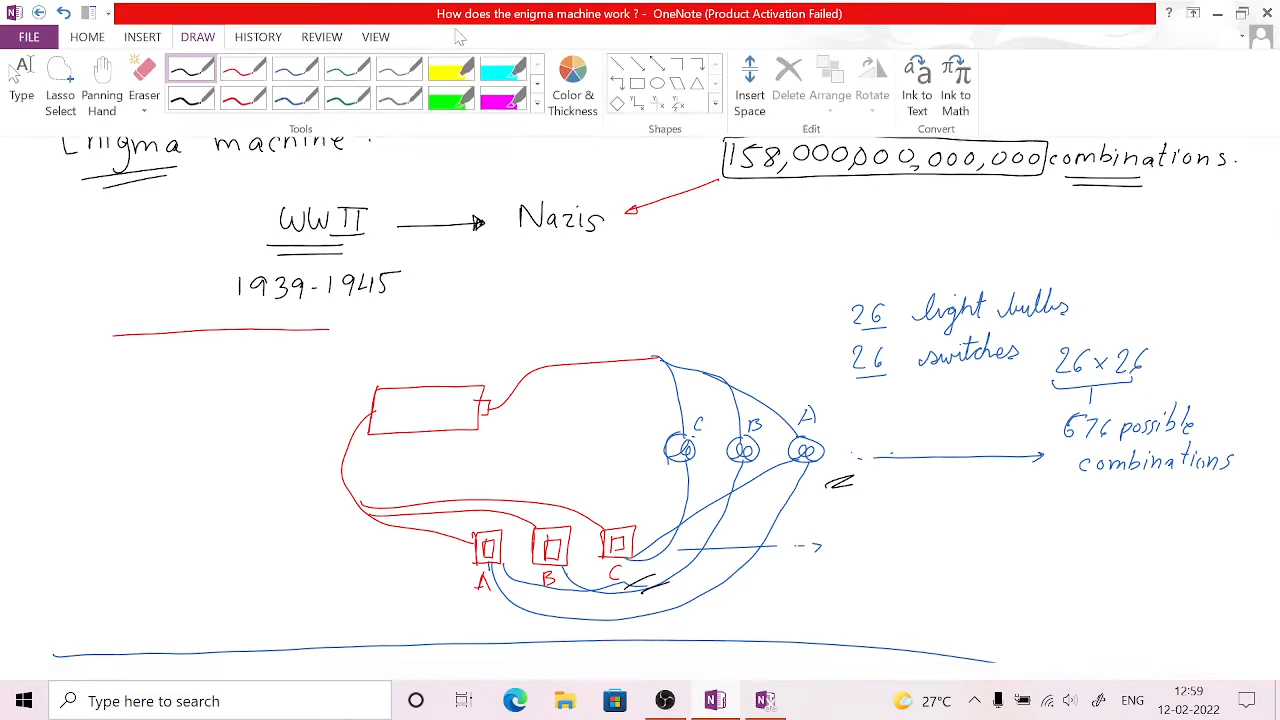 How does the enigma machine work ? - OneNote (Product Activation Failed)
FILE HOME INSERT DRAW HISTORY REVIEW VIEW
Type
Lasso Select
Panning Hand
Eraser
Color & Thickness
Insert Space
Delete
Arrange
Rotate
Ink to Text
Ink to Math
Tools
Shapes
Edit
Convert
Enigma machine :
158,000,000,000,000 combinations.
WWII Nazis
1939-1945
26 light bulbs
26 switches
26 × 26
676 possible
combinations
C B A
A B C
Type here to search
27°C
ENG
12:59
12-02-2022